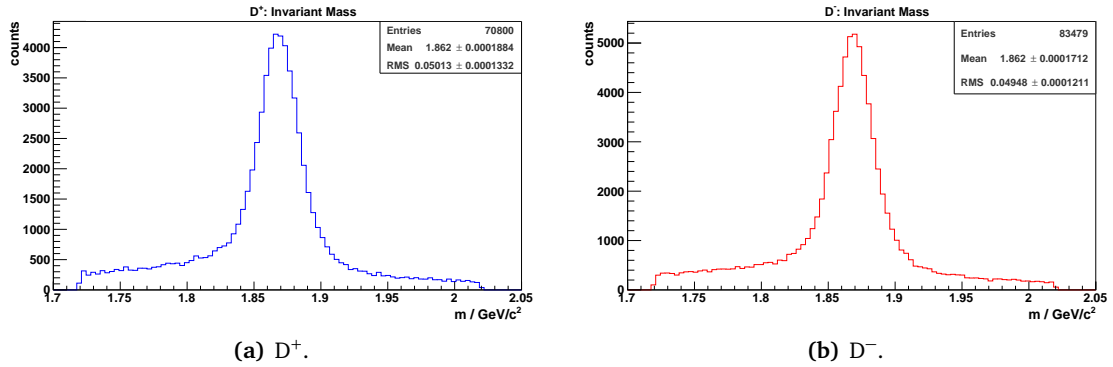 D⁺: Invariant Mass
counts
Entries 70800
Mean 1.862 ± 0.0001884
RMS 0.05013 ± 0.0001332
4000
3500
3000
2500
2000
1500
1000
500
0
1.7 1.75 1.8 1.85 1.9 1.95 2 2.05
m / GeV/c²
(a) D⁺.
D⁻: Invariant Mass
counts
Entries 83479
Mean 1.862 ± 0.0001712
RMS 0.04948 ± 0.0001211
5000
4000
3000
2000
1000
0
1.7 1.75 1.8 1.85 1.9 1.95 2 2.05
m / GeV/c²
(b) D⁻.